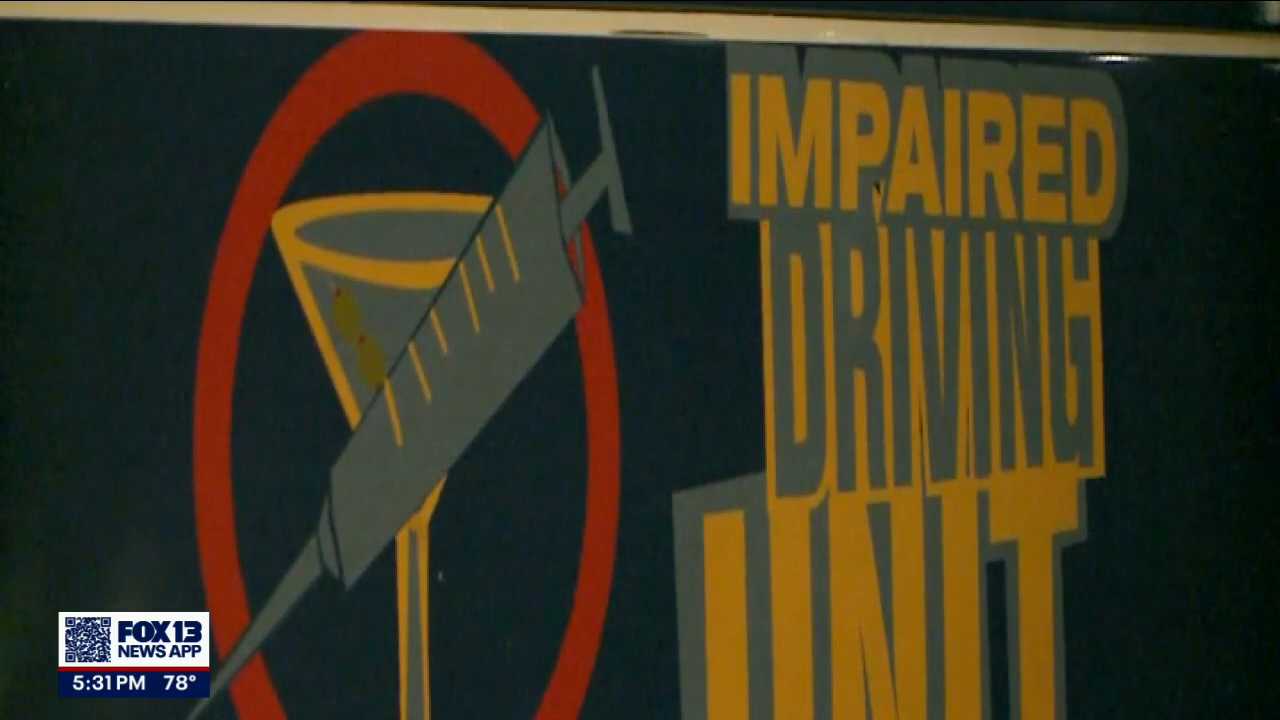 IMPAIRED
DRIVING
UNIT
FOX 13
NEWS APP
5:31 PM 78°